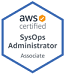 aws
certified
SysOps
Administrator
Associate